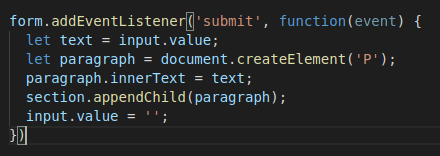 form.addEventListener('submit', function(event) {
  let text = input.value;
  let paragraph = document.createElement('P');
  paragraph.innerText = text;
  section.appendChild(paragraph);
  input.value = '';
})